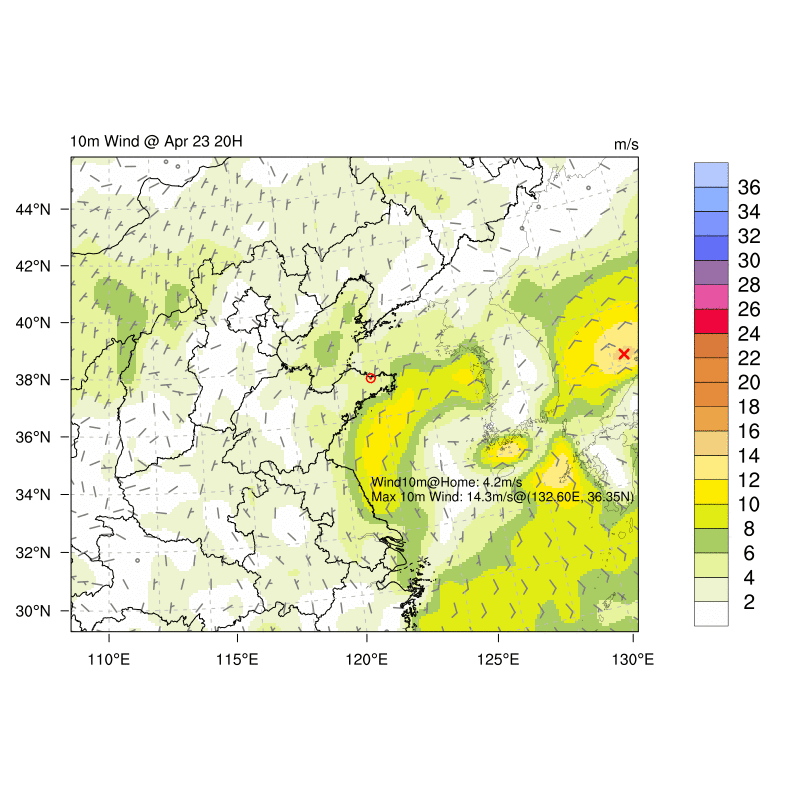 10m Wind @ Apr 23 20H
m/s
44°N
42°N
40°N
38°N
36°N
34°N
32°N
30°N
110°E
115°E
120°E
125°E
130°E
Wind10m@Home: 4.2m/s
Max 10m Wind: 14.3m/s@(132.60E, 36.35N)
36
34
32
30
28
26
24
22
20
18
16
14
12
10
8
6
4
2